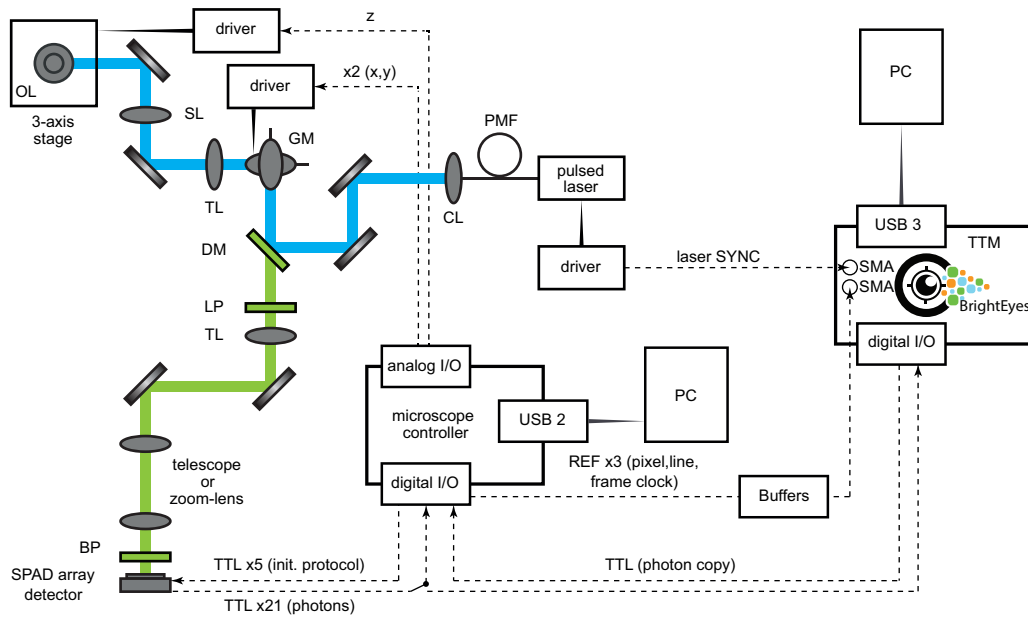 driver
z
OL
3-axis
stage
SL
driver
x2 (x,y)
GM
TL
PMF
CL
pulsed
laser
driver
laser SYNC
PC
USB 3
TTM
SMA
SMA
BrightEyes
digital I/O
DM
LP
TL
analog I/O
microscope
controller
USB 2
PC
digital I/O
REF x3 (pixel,line,
frame clock)
Buffers
telescope
or
zoom-lens
BP
SPAD array
detector
TTL x5 (init. protocol)
TTL x21 (photons)
TTL (photon copy)